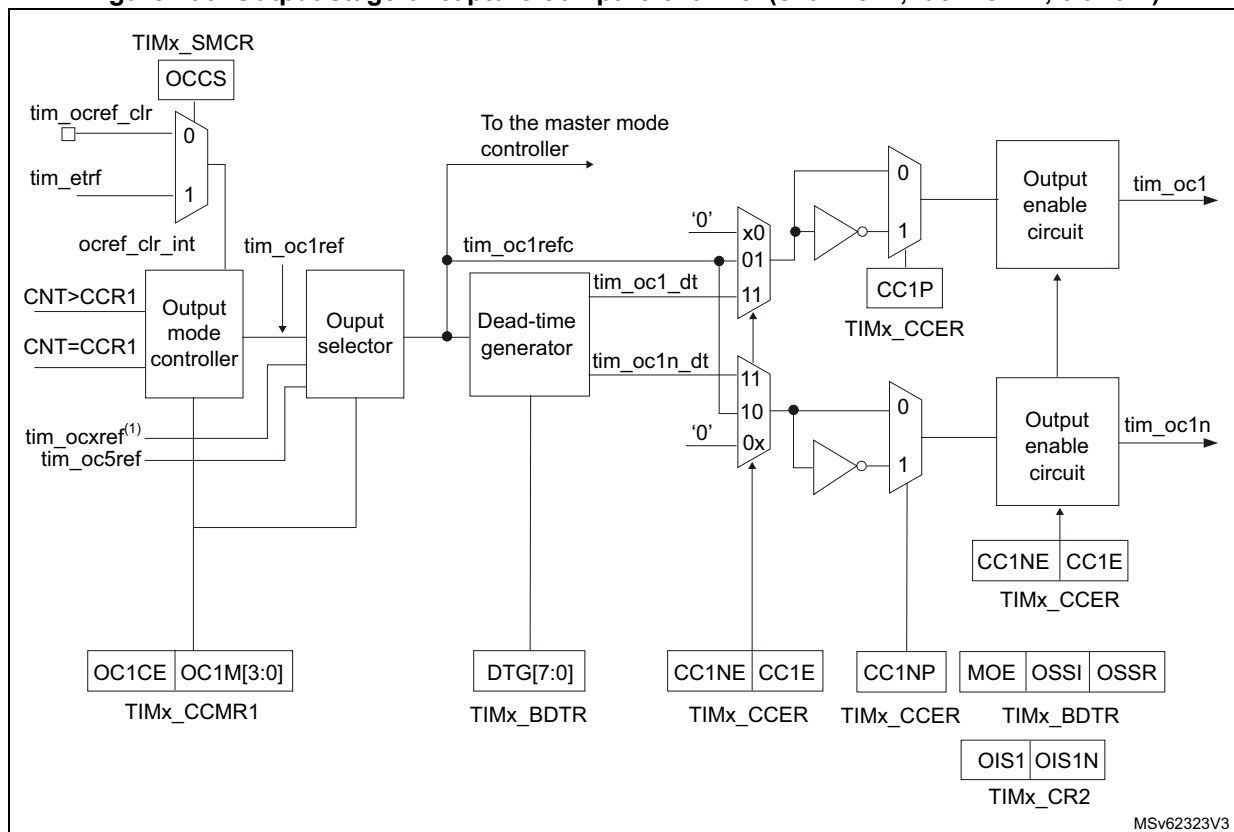 TIMx_SMCR
OCCS
tim_ocref_clr
0
tim_etrf
1
ocref_clr_int
tim_oc1ref
CNT>CCR1
CNT=CCR1
Output
mode
controller
Ouput
selector
tim_ocxref(1)
tim_oc5ref
To the master mode
controller
tim_oc1refc
Dead-time
generator
tim_oc1_dt
tim_oc1n_dt
'0'
x0
01
11
11
10
'0'
0x
0
1
CC1P
TIMx_CCER
0
1
Output
enable
circuit
tim_oc1
Output
enable
circuit
tim_oc1n
CC1NE CC1E
TIMx_CCER
OC1CE OC1M[3:0]
TIMx_CCMR1
DTG[7:0]
TIMx_BDTR
CC1NE CC1E
TIMx_CCER
CC1NP
TIMx_CCER
MOE OSSI OSSR
TIMx_BDTR
OIS1 OIS1N
TIMx_CR2
MSv62323V3